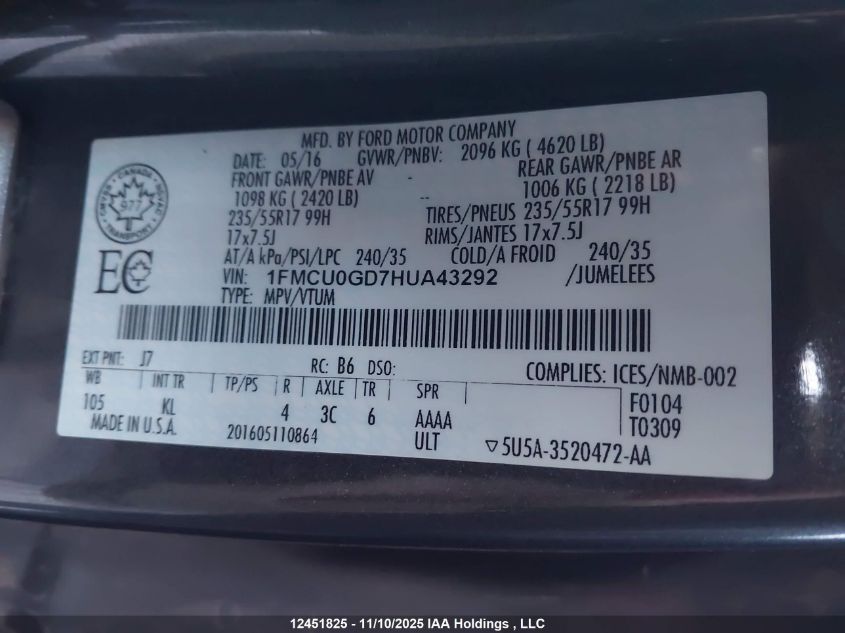 MFD. BY FORD MOTOR COMPANY
DATE: 05/16 GVWR/PNBV: 2096 KG ( 4620 LB)
FRONT GAWR/PNBE AV REAR GAWR/PNBE AR
1098 KG ( 2420 LB) 1006 KG ( 2218 LB)
235/55R17 99H TIRES/PNEUS 235/55R17 99H
17x7.5J RIMS/JANTES 17x7.5J
AT/A kPa/PSI/LPC 240/35 COLD/A FROID 240/35
VIN: 1FMCU0GD7HUA43292 /JUMELEES
TYPE: MPV/VTUM
CANADA
977
TRANSPORT
EC
EXT PNT: J7 RC: B6 DSO: COMPLIES: ICES/NMB-002
WB INT TR TP/PS R AXLE TR SPR
105 KL 4 3C 6 AAAA F0104
MADE IN U.S.A. 201605110864 ULT T0309
5U5A-3520472-AA
12451825 - 11/10/2025 IAA Holdings , LLC